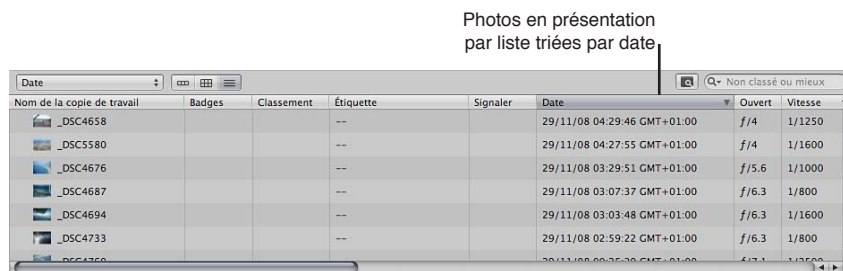 Photos en présentation
par liste triées par date
Date Non classé ou mieux
Nom de la copie de travail Badges Classement Étiquette Signaler Date Ouvert Vitesse
_DSC4658 -- 29/11/08 04:29:46 GMT+01:00 ƒ/4 1/1250
_DSC5580 -- 29/11/08 04:27:55 GMT+01:00 ƒ/4 1/1600
_DSC4676 -- 29/11/08 03:29:51 GMT+01:00 ƒ/5.6 1/1000
_DSC4687 -- 29/11/08 03:07:37 GMT+01:00 ƒ/6.3 1/800
_DSC4694 -- 29/11/08 03:03:48 GMT+01:00 ƒ/6.3 1/1600
_DSC4733 -- 29/11/08 02:59:22 GMT+01:00 ƒ/6.3 1/800